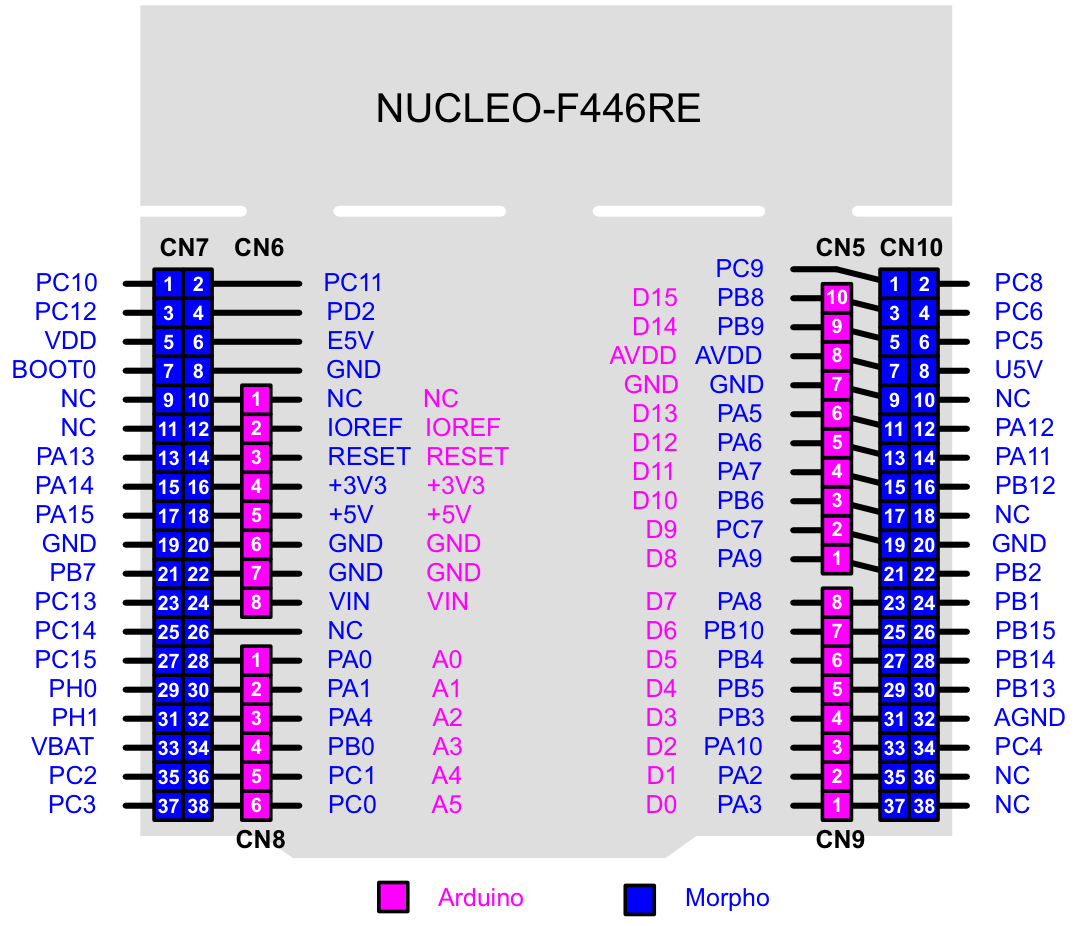 NUCLEO-F446RE
CN7 CN6 CN5 CN10
PC9
PC10 1 2 PC11 1 2 PC8
D15 PB8 10
PC12 3 4 PD2 3 4 PC6
D14 PB9 9
VDD 5 6 E5V 5 6 PC5
AVDD AVDD 8
BOOT0 7 8 GND 7 8 U5V
GND GND 7
NC 9 10 1 NC NC 9 10 NC
D13 PA5 6
NC 11 12 2 IOREF IOREF 11 12 PA12
D12 PA6 5
PA13 13 14 3 RESET RESET 13 14 PA11
D11 PA7 4
PA14 15 16 4 +3V3 +3V3 15 16 PB12
D10 PB6 3
PA15 17 18 5 +5V +5V 17 18 NC
D9 PC7 2
GND 19 20 6 GND GND 19 20 GND
D8 PA9 1
PB7 21 22 7 GND GND 21 22 PB2
PC13 23 24 8 VIN VIN D7 PA8 8 23 24 PB1
PC14 25 26 NC D6 PB10 7 25 26 PB15
PC15 27 28 1 PA0 A0 D5 PB4 6 27 28 PB14
PH0 29 30 2 PA1 A1 D4 PB5 5 29 30 PB13
PH1 31 32 3 PA4 A2 D3 PB3 4 31 32 AGND
VBAT 33 34 4 PB0 A3 D2 PA10 3 33 34 PC4
PC2 35 36 5 PC1 A4 D1 PA2 2 35 36 NC
PC3 37 38 6 PC0 A5 D0 PA3 1 37 38 NC
CN8 CN9
Arduino Morpho